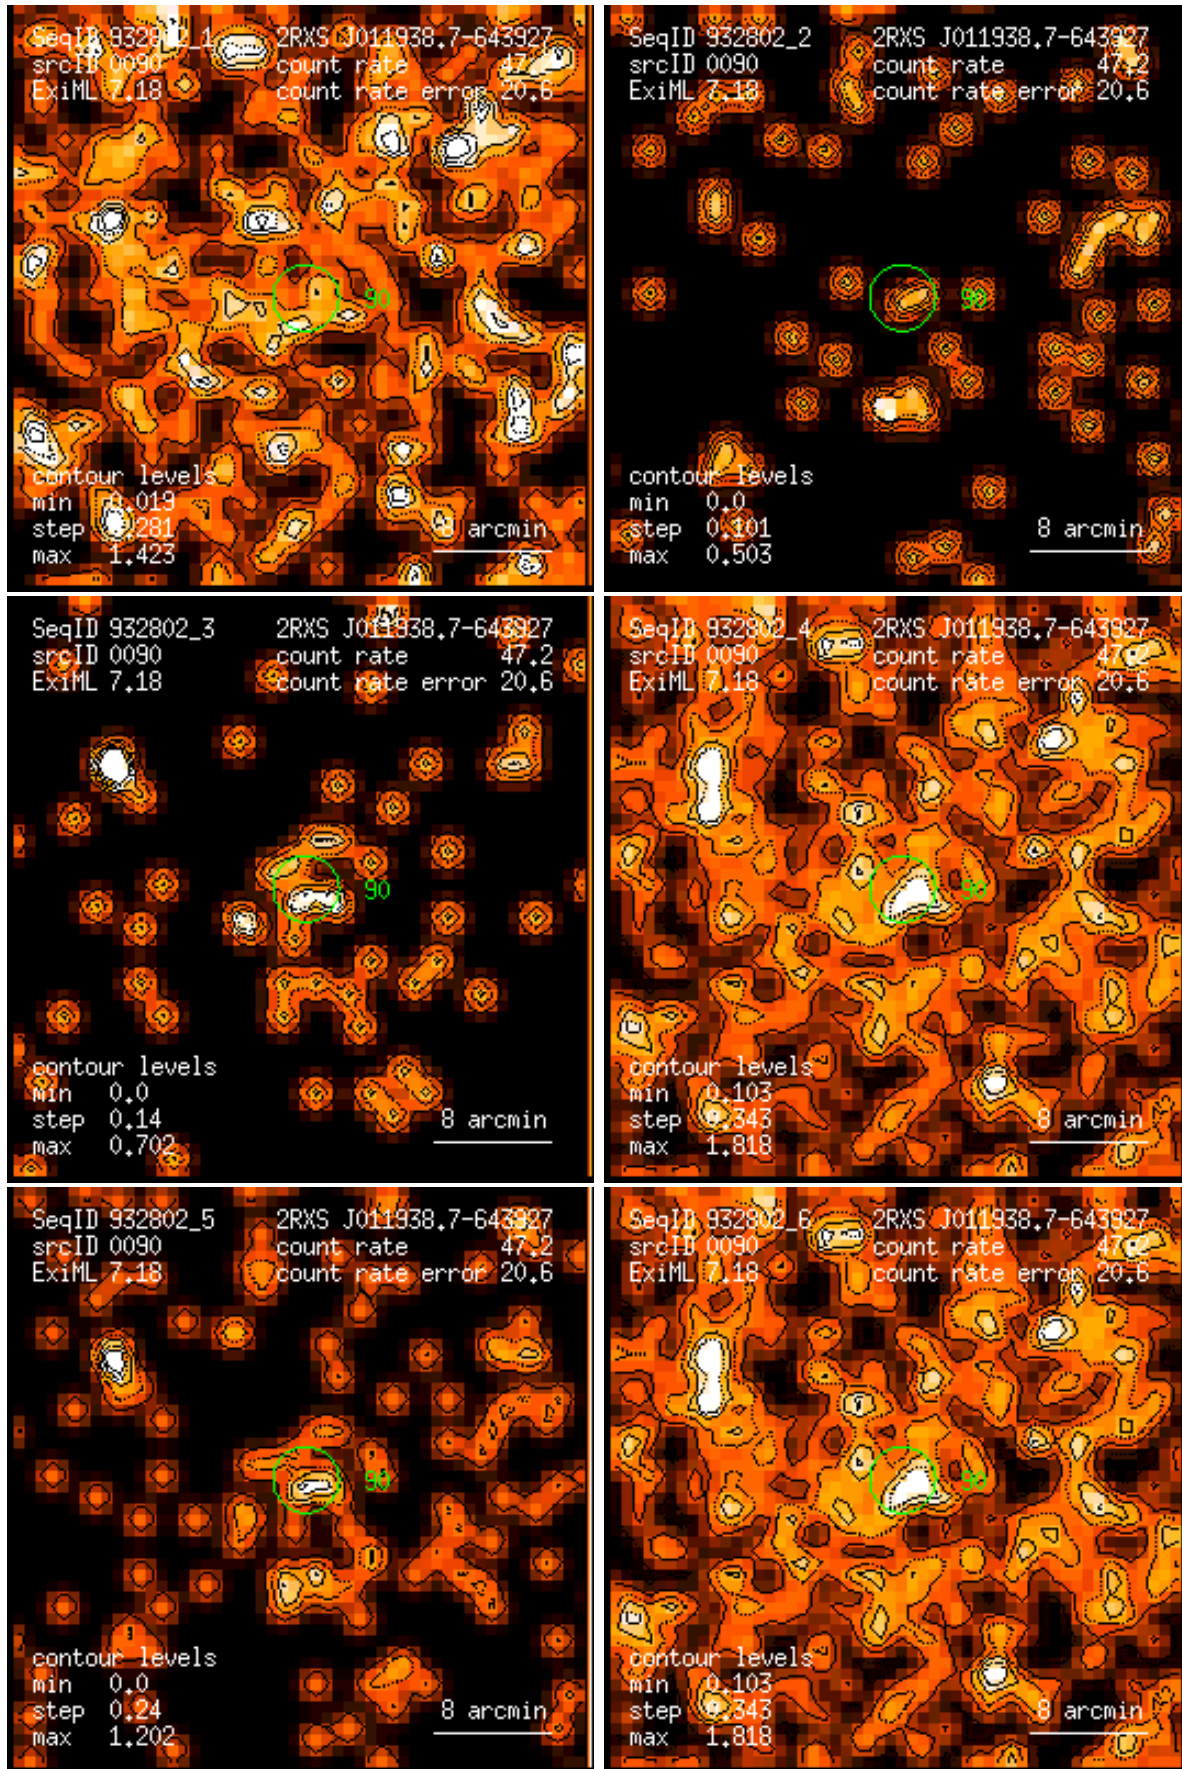 SeqID 932802_1 2RXS J011938.7-643927
srcID 0090 count rate 47.2
ExiML 7.18 count rate error 20.6
90
contour levels
min 0.019
step 0.281
max 1.423
8 arcmin
SeqID 932802_2 2RXS J011938.7-643927
srcID 0090 count rate 47.2
ExiML 7.18 count rate error 20.6
90
contour levels
min 0.0
step 0.101
max 0.503
8 arcmin
SeqID 932802_3 2RXS J011938.7-643927
srcID 0090 count rate 47.2
ExiML 7.18 count rate error 20.6
90
contour levels
min 0.0
step 0.14
max 0.702
8 arcmin
SeqID 932802_4 2RXS J011938.7-643927
srcID 0090 count rate 47.2
ExiML 7.18 count rate error 20.6
90
contour levels
min 0.103
step 0.343
max 1.818
8 arcmin
SeqID 932802_5 2RXS J011938.7-643927
srcID 0090 count rate 47.2
ExiML 7.18 count rate error 20.6
90
contour levels
min 0.0
step 0.24
max 1.202
8 arcmin
SeqID 932802_6 2RXS J011938.7-643927
srcID 0090 count rate 47.2
ExiML 7.18 count rate error 20.6
90
contour levels
min 0.103
step 0.343
max 1.818
8 arcmin